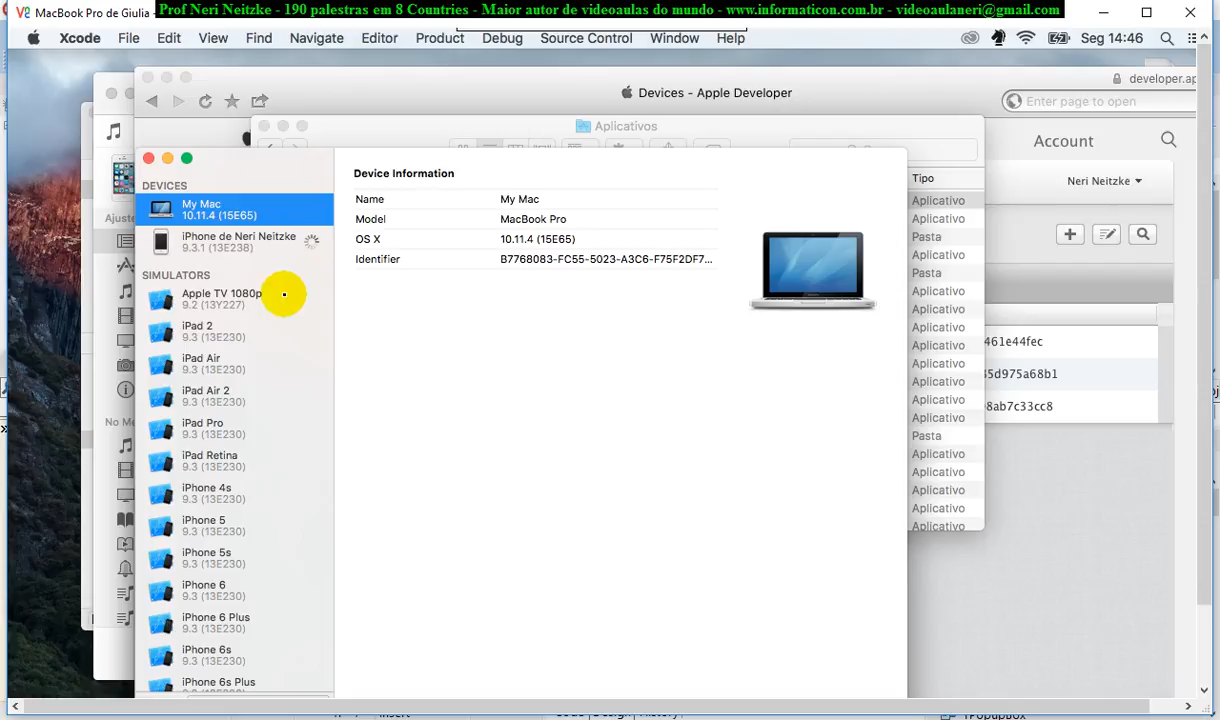 MacBook Pro de Giulia
Prof Neri Neitzke - 190 palestras em 8 Countries - Maior autor de videoaulas do mundo - www.informaticon.com.br - videoaulaneri@gmail.com
Xcode File Edit View Find Navigate Editor Product Debug Source Control Window Help
Seg 14:46
developer.ap
Devices - Apple Developer
Enter page to open
Aplicativos
Account
Neri Neitzke
Tipo
DEVICES
My Mac
10.11.4 (15E65)
iPhone de Neri Neitzke
9.3.1 (13E238)
SIMULATORS
Apple TV 1080p
9.2 (13Y227)
iPad 2
9.3 (13E230)
iPad Air
9.3 (13E230)
iPad Air 2
9.3 (13E230)
iPad Pro
9.3 (13E230)
iPad Retina
9.3 (13E230)
iPhone 4s
9.3 (13E230)
iPhone 5
9.3 (13E230)
iPhone 5s
9.3 (13E230)
iPhone 6
9.3 (13E230)
iPhone 6 Plus
9.3 (13E230)
iPhone 6s
9.3 (13E230)
iPhone 6s Plus
Device Information
Name My Mac
Model MacBook Pro
OS X 10.11.4 (15E65)
Identifier B7768083-FC55-5023-A3C6-F75F2DF7...
Ajuste
No Me
Aplicativo
Aplicativo
Pasta
Aplicativo
Pasta
Aplicativo
Aplicativo
Aplicativo
Aplicativo
Aplicativo
Aplicativo
Aplicativo
Aplicativo
Pasta
Aplicativo
Aplicativo
Aplicativo
Aplicativo
Aplicativo
461e44fec
35d975a68b1
8ab7c33cc8